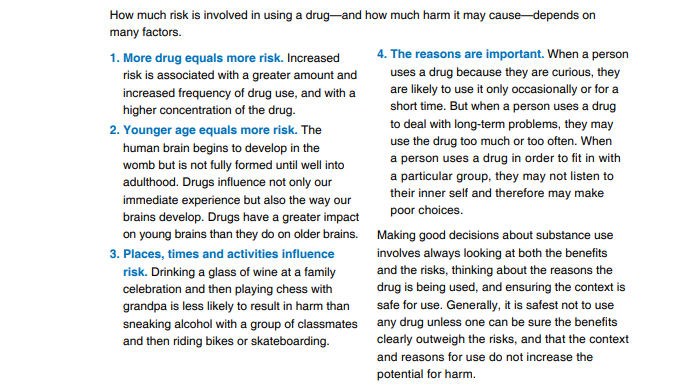 How much risk is involved in using a drug—and how much harm it may cause—depends on
many factors.
1. More drug equals more risk. Increased
risk is associated with a greater amount and
increased frequency of drug use, and with a
higher concentration of the drug.
2. Younger age equals more risk. The
human brain begins to develop in the
womb but is not fully formed until well into
adulthood. Drugs influence not only our
immediate experience but also the way our
brains develop. Drugs have a greater impact
on young brains than they do on older brains.
3. Places, times and activities influence
risk. Drinking a glass of wine at a family
celebration and then playing chess with
grandpa is less likely to result in harm than
sneaking alcohol with a group of classmates
and then riding bikes or skateboarding.
4. The reasons are important. When a person
uses a drug because they are curious, they
are likely to use it only occasionally or for a
short time. But when a person uses a drug
to deal with long-term problems, they may
use the drug too much or too often. When
a person uses a drug in order to fit in with
a particular group, they may not listen to
their inner self and therefore may make
poor choices.
Making good decisions about substance use
involves always looking at both the benefits
and the risks, thinking about the reasons the
drug is being used, and ensuring the context is
safe for use. Generally, it is safest not to use
any drug unless one can be sure the benefits
clearly outweigh the risks, and that the context
and reasons for use do not increase the
potential for harm.